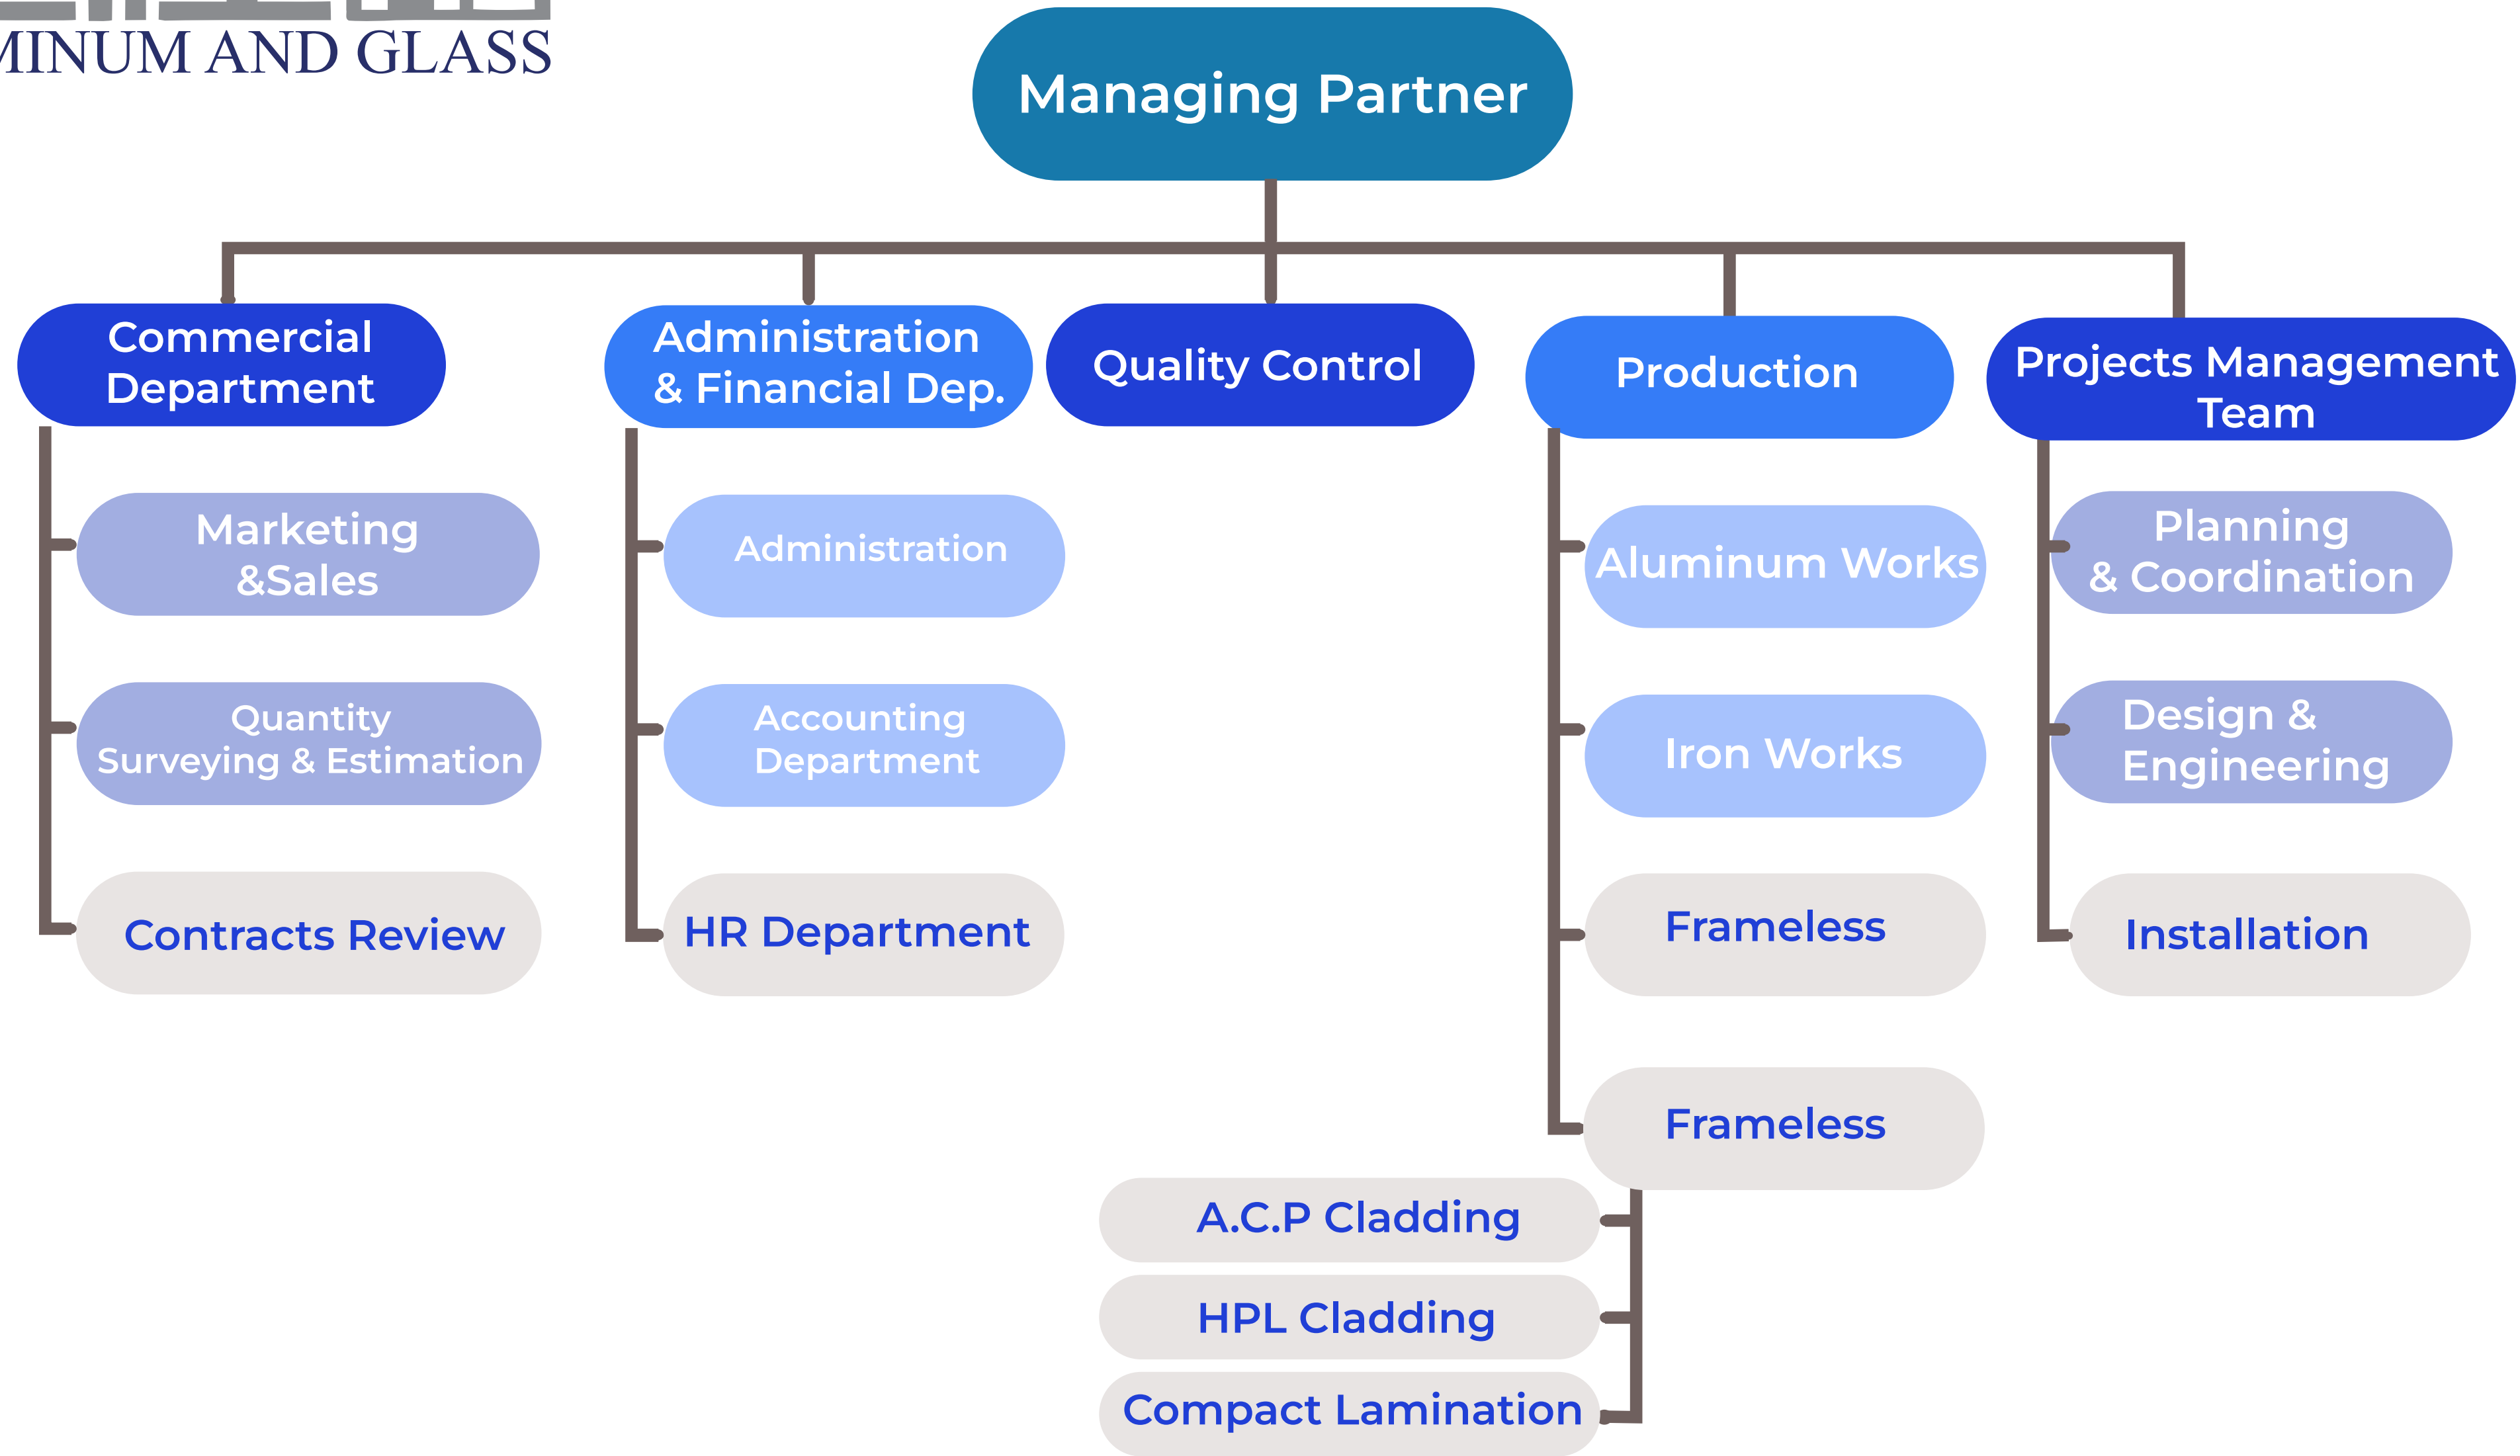 AND GLASS
Managing Partner
Commercial
Department
Marketing
&Sales
Quantity
Surveying & Estimation
Contracts Review
Administration
& Financial Dep.
Administration
Accounting
Department
HR Department
Quality Control
Production
Aluminum Works
Iron Works
Frameless
Frameless
A.C.P Cladding
HPL Cladding
Compact Lamination
Projects Management
Team
Planning
& Coordination
Design &
Engineering
Installation